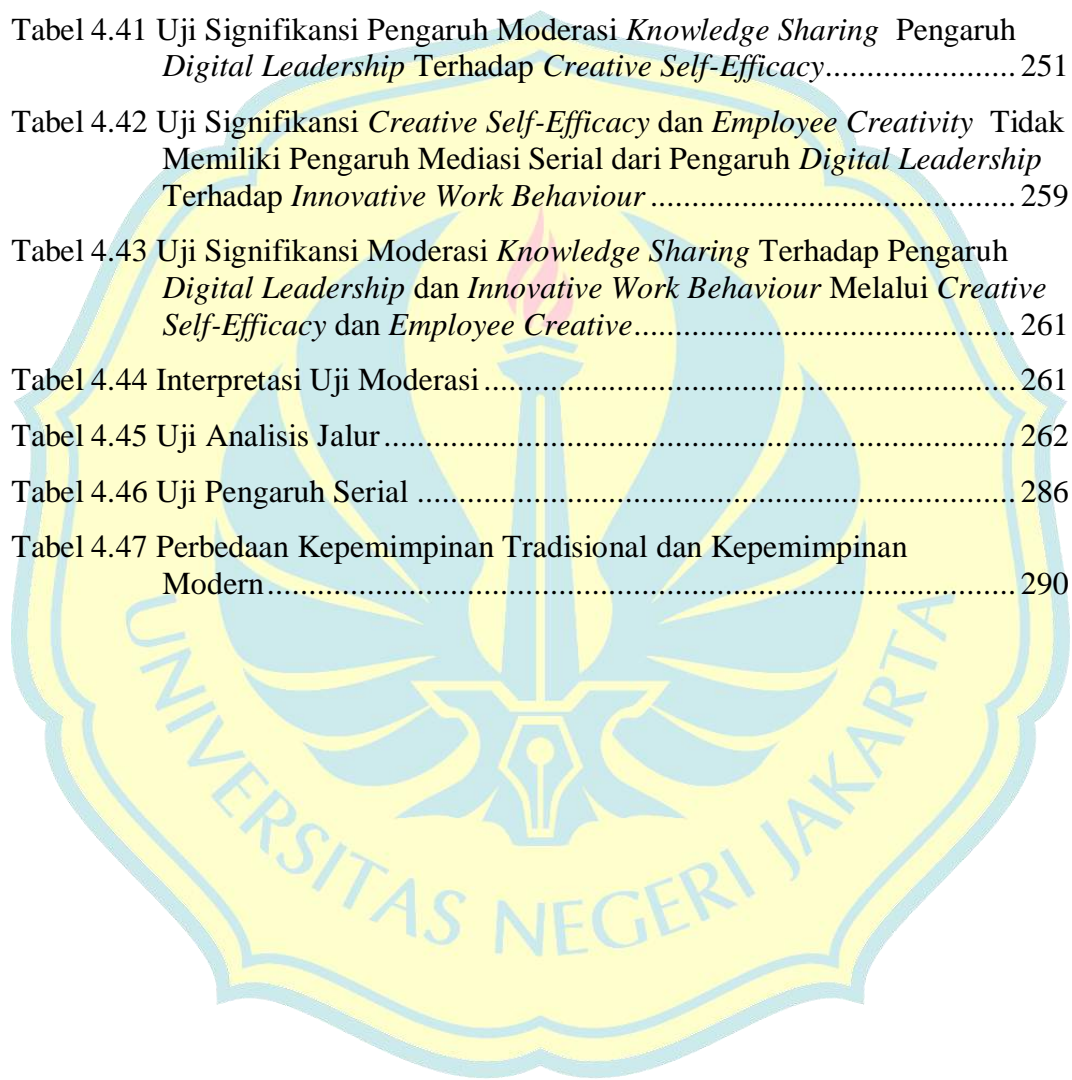 Tabel 4.41 Uji Signifikansi Pengaruh Moderasi Knowledge Sharing Pengaruh
Digital Leadership Terhadap Creative Self-Efficacy....................... 251
Tabel 4.42 Uji Signifikansi Creative Self-Efficacy dan Employee Creativity Tidak
Memiliki Pengaruh Mediasi Serial dari Pengaruh Digital Leadership
Terhadap Innovative Work Behaviour ............................................ 259
Tabel 4.43 Uji Signifikansi Moderasi Knowledge Sharing Terhadap Pengaruh
Digital Leadership dan Innovative Work Behaviour Melalui Creative
Self-Efficacy dan Employee Creative.............................................. 261
Tabel 4.44 Interpretasi Uji Moderasi ................................................................ 261
Tabel 4.45 Uji Analisis Jalur ............................................................................ 262
Tabel 4.46 Uji Pengaruh Serial ........................................................................ 286
Tabel 4.47 Perbedaan Kepemimpinan Tradisional dan Kepemimpinan
Modern .......................................................................................... 290
UNIVERSITAS NEGERI JAKARTA